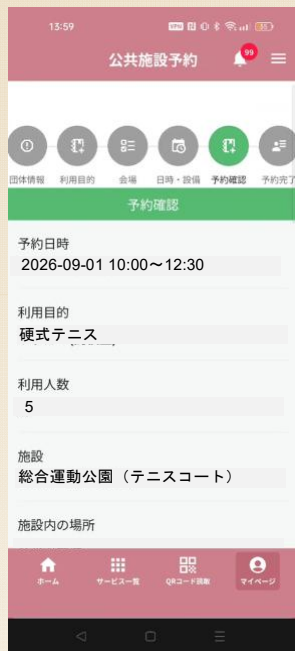 13:59
公共施設予約
99
団体情報 利用目的 会場 日時・設備 予約確認 予約完了
予約確認
予約日時
2026-09-01 10:00～12:30
利用目的
硬式テニス
利用人数
5
施設
総合運動公園（テニスコート）
施設内の場所
ホーム サービス一覧 QRコード読取 マイページ